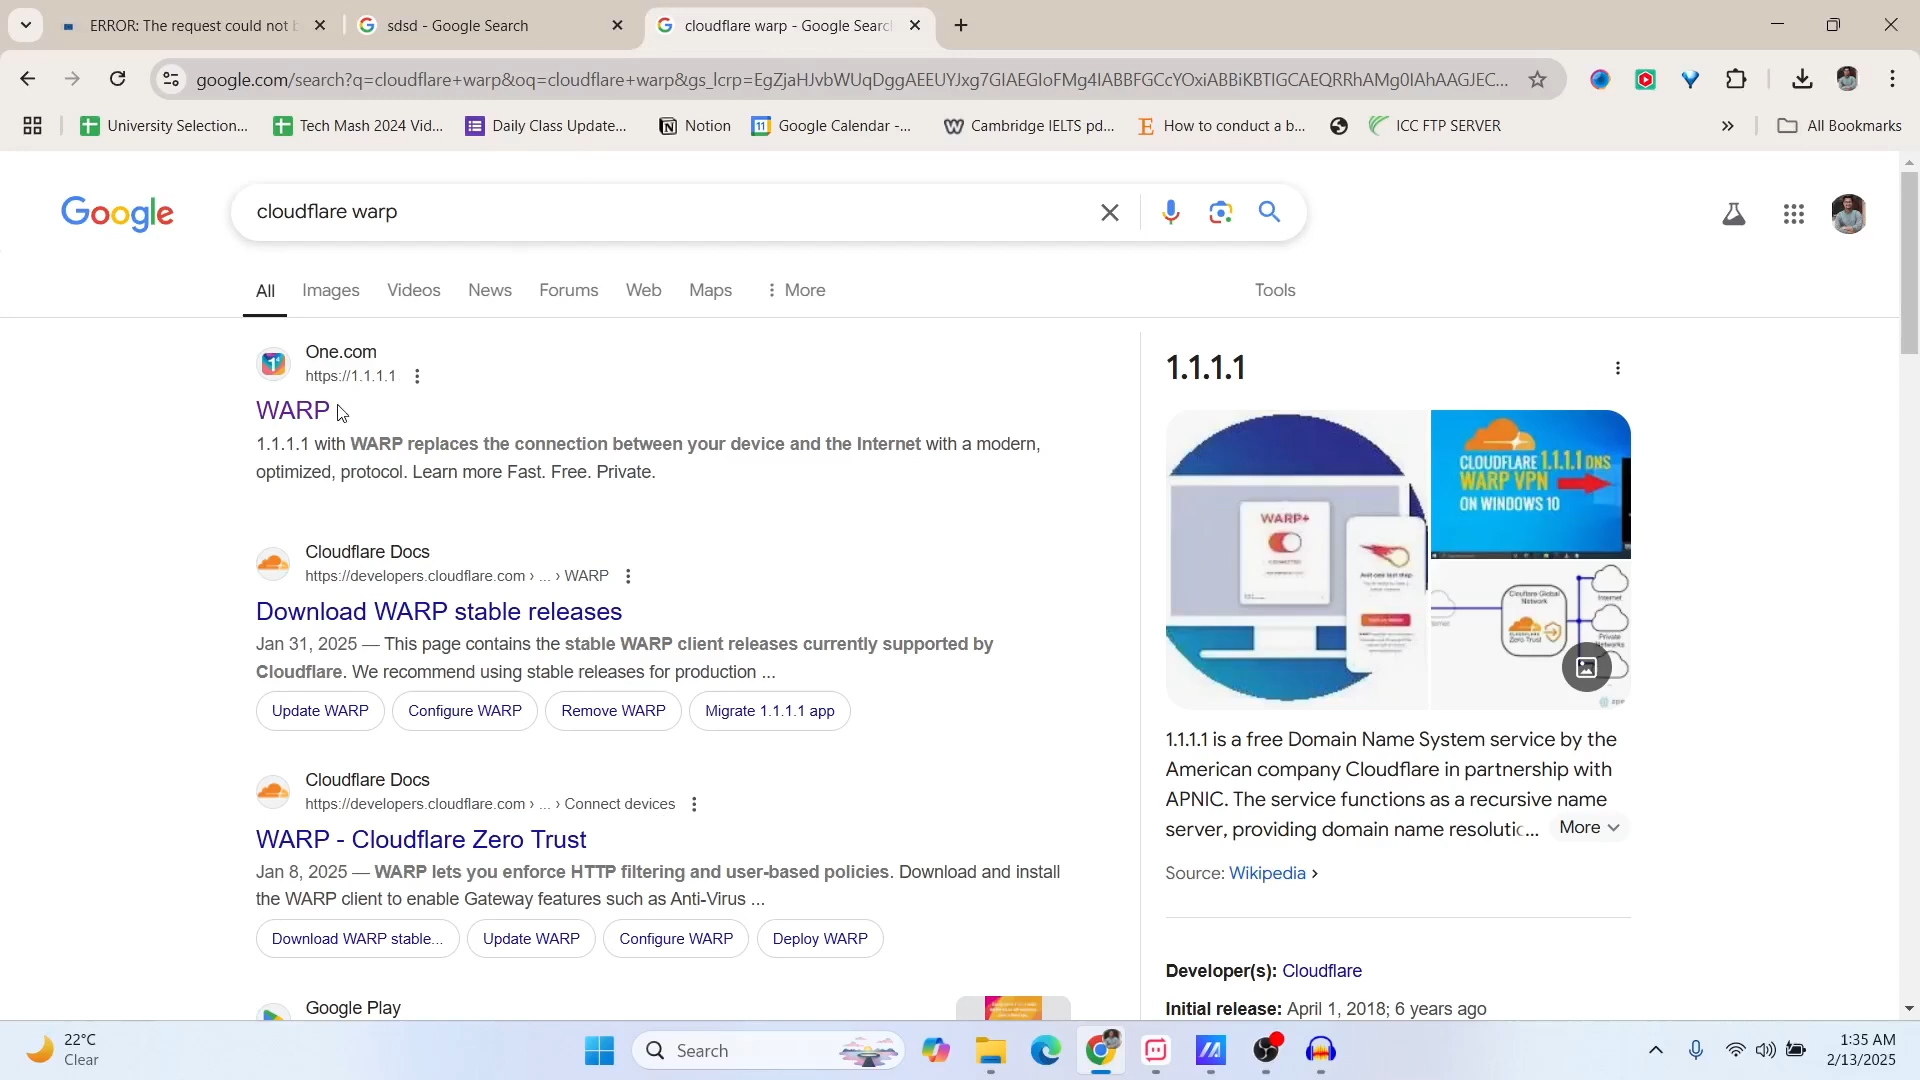 ERROR: The request could not b
sdsd - Google Search
cloudflare warp - Google Searc
google.com/search?q=cloudflare+warp&oq=cloudflare+warp&gs_lcrp=EgZjaHJvbWUqDggAEEUYJxg7GIAEGIoFMg4IABBFGCcYOxiABBiKBTIGCAEQRRhAMg0IAhAAGJEC...
University Selection...
Tech Mash 2024 Vid...
Daily Class Update...
Notion
Google Calendar -...
Cambridge IELTS pd...
How to conduct a b...
ICC FTP SERVER
All Bookmarks
Google
cloudflare warp
All
Images
Videos
News
Forums
Web
Maps
More
Tools
One.com
https://1.1.1.1
WARP
1.1.1.1 with WARP replaces the connection between your device and the Internet with a modern,
optimized, protocol. Learn more Fast. Free. Private.
Cloudflare Docs
https://developers.cloudflare.com › ... › WARP
Download WARP stable releases
Jan 31, 2025 — This page contains the stable WARP client releases currently supported by
Cloudflare. We recommend using stable releases for production ...
Update WARP
Configure WARP
Remove WARP
Migrate 1.1.1.1 app
Cloudflare Docs
https://developers.cloudflare.com › ... › Connect devices
WARP - Cloudflare Zero Trust
Jan 8, 2025 — WARP lets you enforce HTTP filtering and user-based policies. Download and install
the WARP client to enable Gateway features such as Anti-Virus ...
Download WARP stable...
Update WARP
Configure WARP
Deploy WARP
Google Play
1.1.1.1
WARP+
CLOUDFLARE 1.1.1.1 DNS
WARP VPN
ON WINDOWS 10
Cloudflare Global
Network
Zero Trust
Internet
Private
Networks
1.1.1.1 is a free Domain Name System service by the
American company Cloudflare in partnership with
APNIC. The service functions as a recursive name
server, providing domain name resolutic...
More
Source: Wikipedia ›
Developer(s): Cloudflare
Initial release: April 1, 2018; 6 years ago
22°C
Clear
Search
1:35 AM
2/13/2025